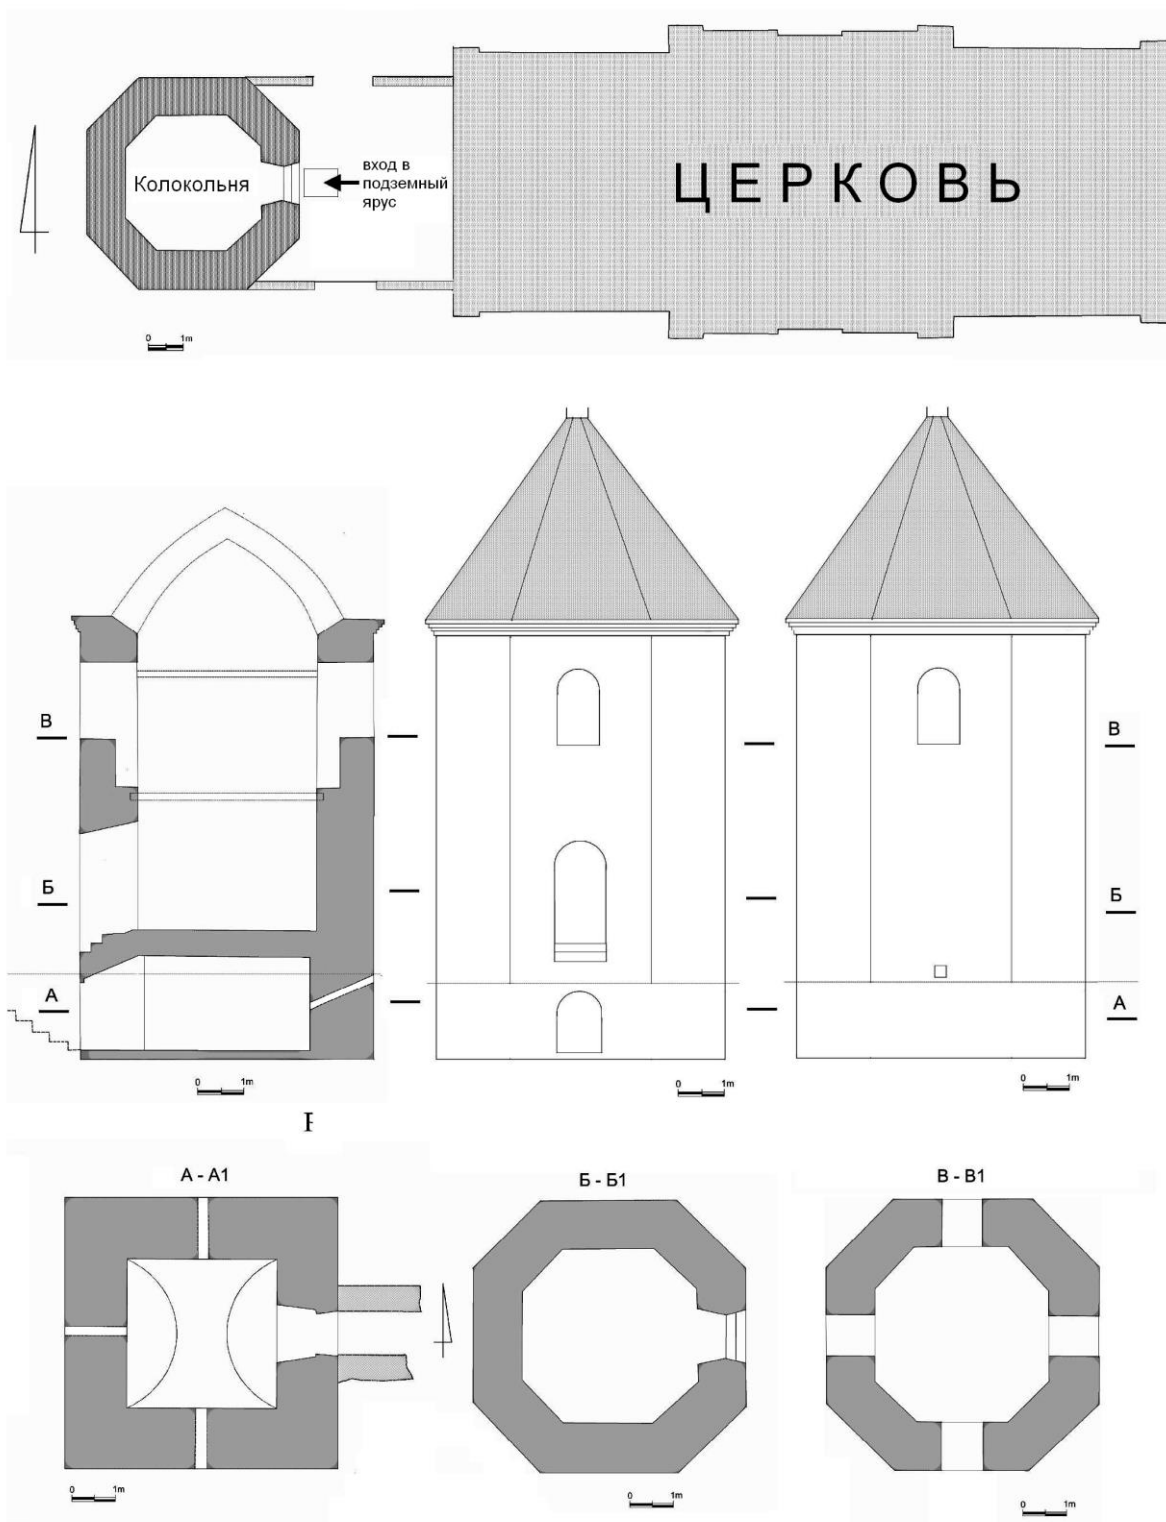 ЦЕРКОВЬ
Колокольня
вход в
подземный
ярус
0 1m
В
В
Б
Б
А
А
0 1m
0 1m
0 1m
А - А1
Б - Б1
В - В1
0 1m
0 1m
0 1m